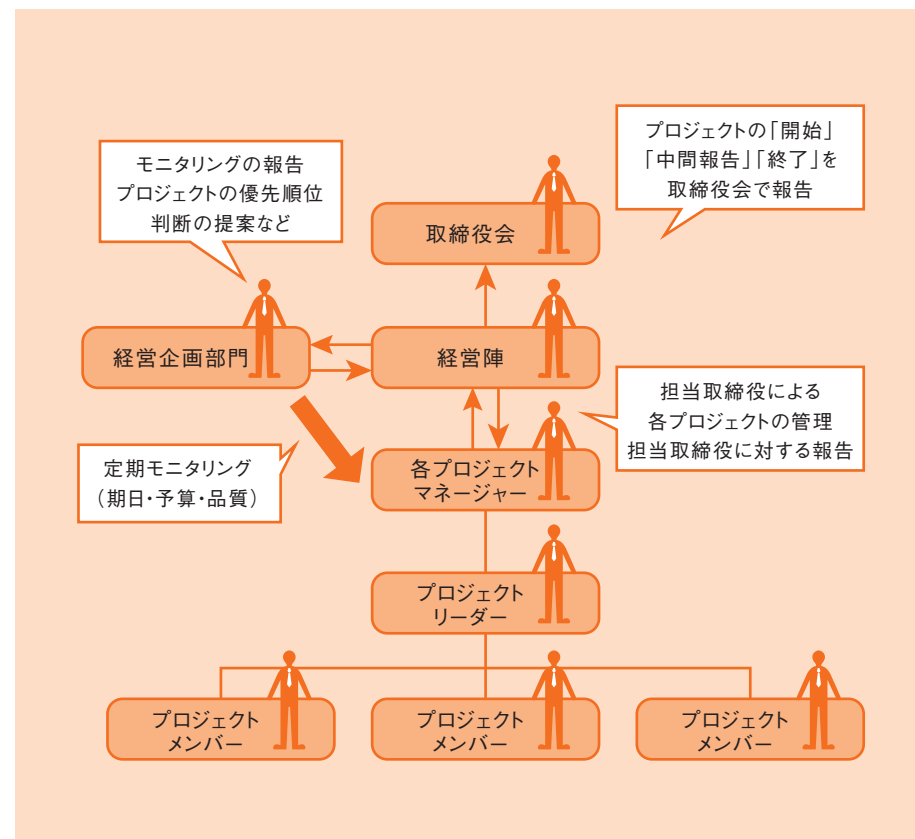 プロジェクトの「開始」
「中間報告」「終了」を
取締役会で報告
モニタリングの報告
プロジェクトの優先順位
判断の提案など
取締役会
経営企画部門
経営陣
担当取締役による
各プロジェクトの管理
担当取締役に対する報告
定期モニタリング
（期日・予算・品質）
各プロジェクト
マネージャー
プロジェクト
リーダー
プロジェクト
メンバー
プロジェクト
メンバー
プロジェクト
メンバー